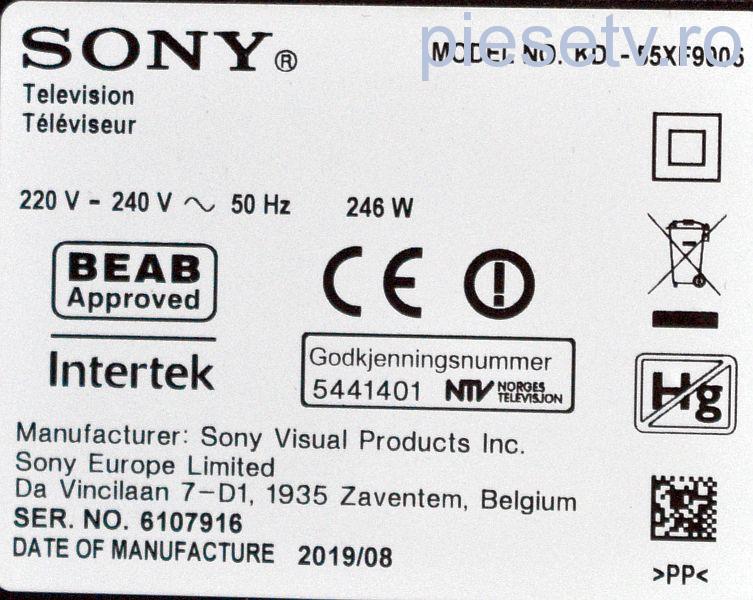 piesetv.ro
SONY®
MODEL NO. KD-55XF9005
Television
Téléviseur
220 V - 240 V ~ 50 Hz 246 W
BEAB
Approved
CE
Intertek
Godkjenningsnummer
5441401 NTV NORGES TELEVISJON
Hg
Manufacturer: Sony Visual Products Inc.
Sony Europe Limited
Da Vincilaan 7-D1, 1935 Zaventem, Belgium
SER. NO. 6107916
DATE OF MANUFACTURE 2019/08
>PP<